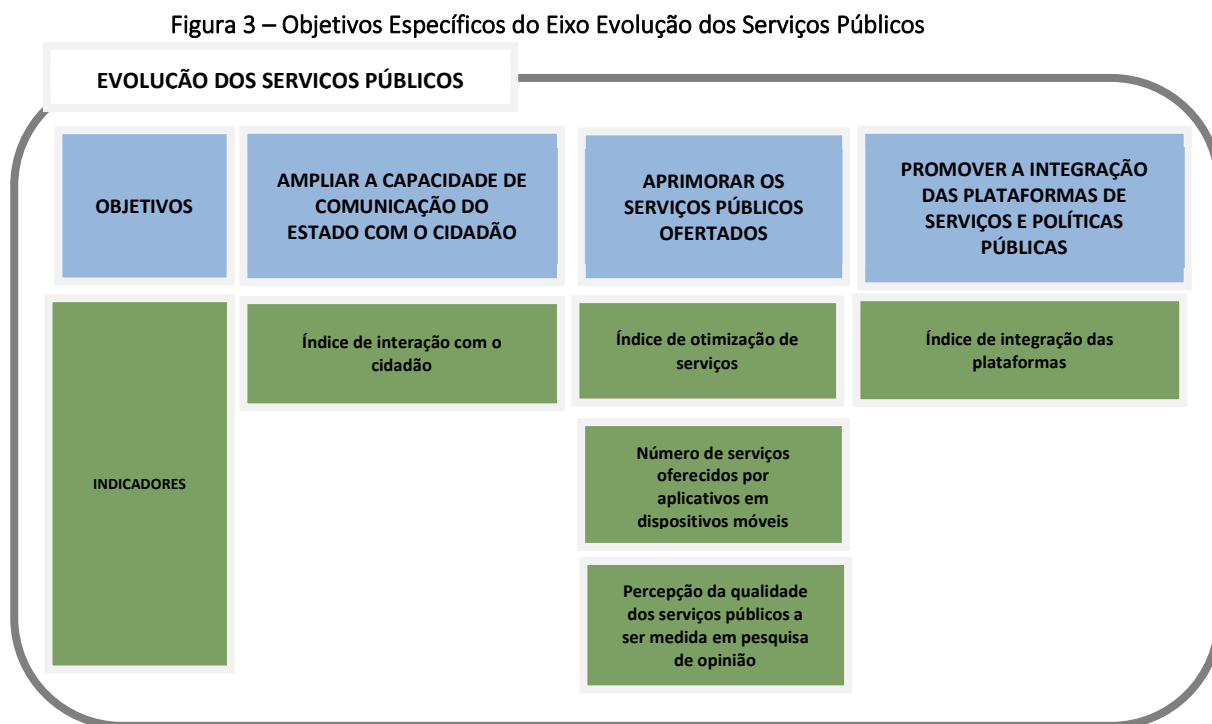 Figura 3 – Objetivos Específicos do Eixo Evolução dos Serviços Públicos
EVOLUÇÃO DOS SERVIÇOS PÚBLICOS
OBJETIVOS
AMPLIAR A CAPACIDADE DE
COMUNICAÇÃO DO
ESTADO COM O CIDADÃO
APRIMORAR OS
SERVIÇOS PÚBLICOS
OFERTADOS
PROMOVER A INTEGRAÇÃO
DAS PLATAFORMAS DE
SERVIÇOS E POLÍTICAS
PÚBLICAS
INDICADORES
Índice de interação com o
cidadão
Índice de otimização de
serviços
Índice de integração das
plataformas
Número de serviços
oferecidos por
aplicativos em
dispositivos móveis
Percepção da qualidade
dos serviços públicos a
ser medida em pesquisa
de opinião